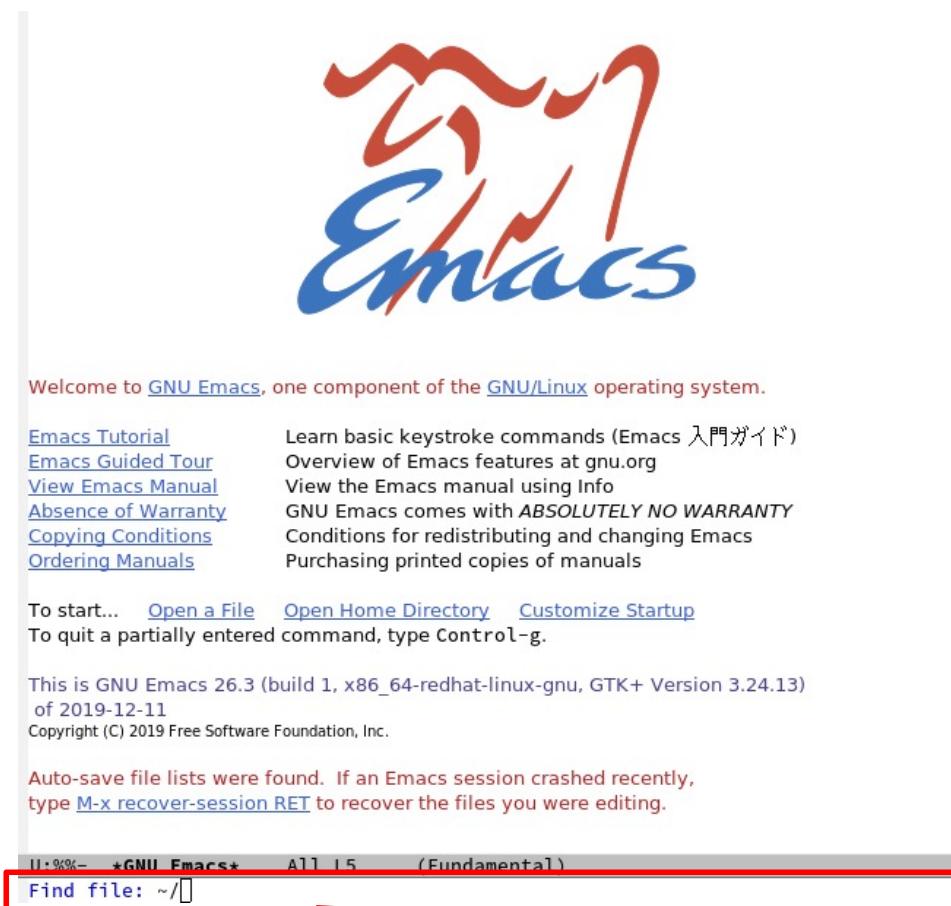 Emacs
Welcome to GNU Emacs, one component of the GNU/Linux operating system.
Emacs Tutorial Learn basic keystroke commands (Emacs 入門ガイド)
Emacs Guided Tour Overview of Emacs features at gnu.org
View Emacs Manual View the Emacs manual using Info
Absence of Warranty GNU Emacs comes with ABSOLUTELY NO WARRANTY
Copying Conditions Conditions for redistributing and changing Emacs
Ordering Manuals Purchasing printed copies of manuals
To start... Open a File Open Home Directory Customize Startup
To quit a partially entered command, type Control-g.
This is GNU Emacs 26.3 (build 1, x86_64-redhat-linux-gnu, GTK+ Version 3.24.13)
of 2019-12-11
Copyright (C) 2019 Free Software Foundation, Inc.
Auto-save file lists were found. If an Emacs session crashed recently,
type M-x recover-session RET to recover the files you were editing.
U:%%- *GNU Emacs* All L5 (Fundamental)
Find file: ~/